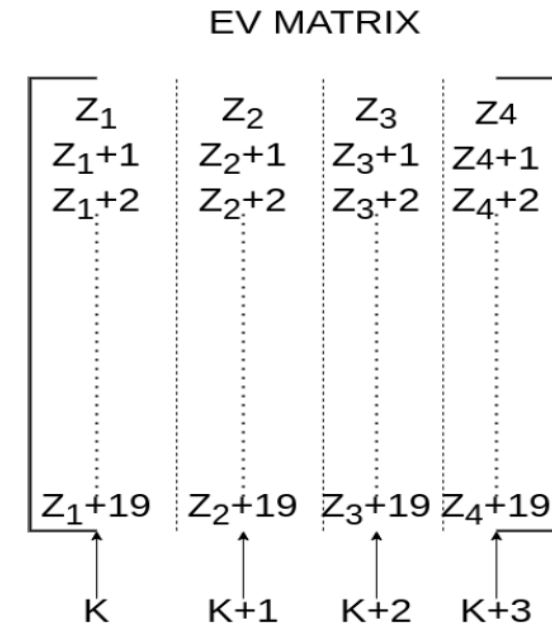 EV MATRIX
Z₁ Z₂ Z₃ Z4
Z₁+1 Z₂+1 Z₃+1 Z4+1
Z₁+2 Z₂+2 Z₃+2 Z₄+2
Z₁+19 Z₂+19 Z₃+19 Z₄+19
K K+1 K+2 K+3